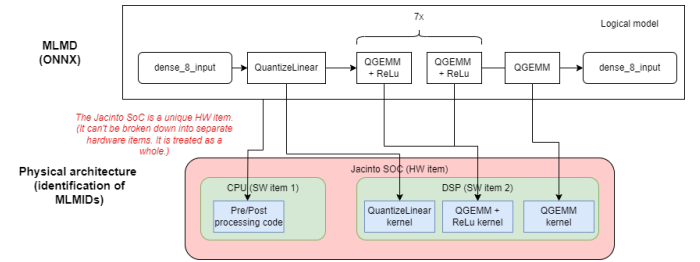 7x
Logical model
MLMD
(ONNX)
dense_8_input
QuantizeLinear
QGEMM
+ ReLu
QGEMM
+ ReLu
QGEMM
dense_8_input
The Jacinto SoC is a unique HW item.
(it can't be broken down into separate
hardware items. It is treated as a
whole.)
Physical architecture
(identification of
MLMIDs)
Jacinto SOC (HW item)
CPU (SW item 1)
DSP (SW item 2)
Pre/Post
processing code
QuantizeLinear
kernel
QGEMM +
ReLu kernel
QGEMM
kernel